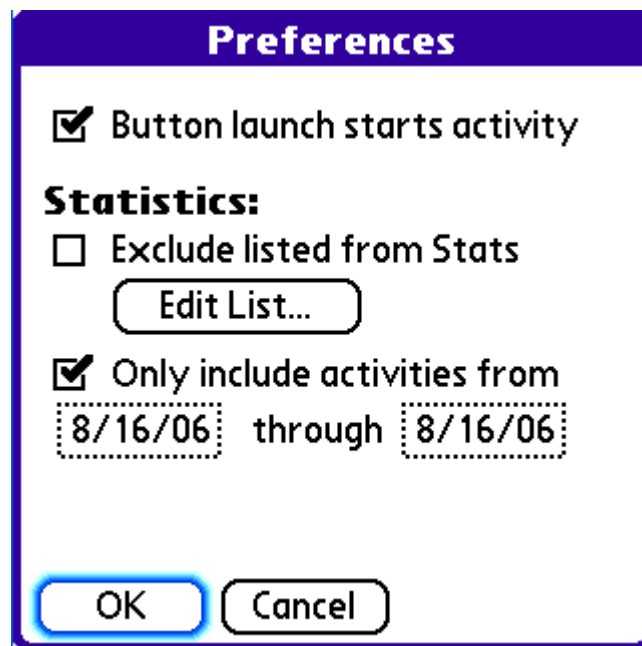 Preferences
Button launch starts activity
Statistics:
Exclude listed from Stats
Edit List...
Only include activities from
8/16/06 through 8/16/06
OK Cancel